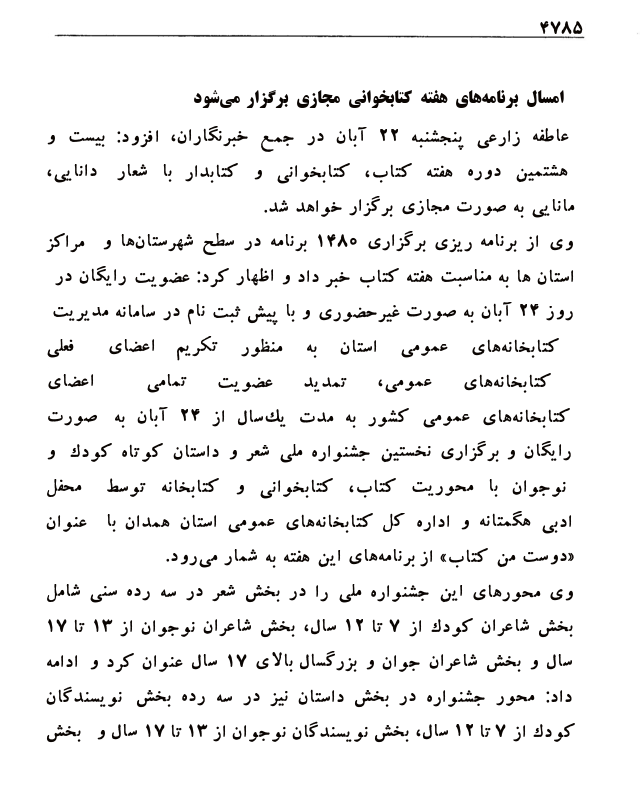 ۴۷۸۵
امسال برنامه‌های هفته کتابخوانی مجازی برگزار می‌شود
عاطفه زارعی پنجشنبه ۲۲ آبان در جمع خبرنگاران، افزود: بیست و
هشتمین دوره هفته کتاب، کتابخوانی و کتابدار با شعار دانایی،
مانایی به صورت مجازی برگزار خواهد شد.
وی از برنامه ریزی برگزاری ۱۴۸۰ برنامه در سطح شهرستان‌ها و مراکز
استان ها به مناسبت هفته کتاب خبر داد و اظهار کرد: عضویت رایگان در
روز ۲۴ آبان به صورت غیرحضوری و با پیش ثبت نام در سامانه مدیریت
کتابخانه‌های عمومی استان به منظور تکریم اعضای فعلی
کتابخانه‌های عمومی، تمدید عضویت تمامی اعضای
کتابخانه‌های عمومی کشور به مدت یك‌سال از ۲۴ آبان به صورت
رایگان و برگزاری نخستین جشنواره ملی شعر و داستان کوتاه کودك و
نوجوان با محوریت کتاب، کتابخوانی و کتابخانه توسط محفل
ادبی هگمتانه و اداره کل کتابخانه‌های عمومی استان همدان با عنوان
«دوست من کتاب» از برنامه‌های این هفته به شمار می‌رود.
وی محورهای این جشنواره ملی را در بخش شعر در سه رده سنی شامل
بخش شاعران کودك از ۷ تا ۱۲ سال، بخش شاعران نوجوان از ۱۳ تا ۱۷
سال و بخش شاعران جوان و بزرگسال بالای ۱۷ سال عنوان کرد و ادامه
داد: محور جشنواره در بخش داستان نیز در سه رده بخش نویسندگان
کودك از ۷ تا ۱۲ سال، بخش نویسندگان نوجوان از ۱۳ تا ۱۷ سال و بخش